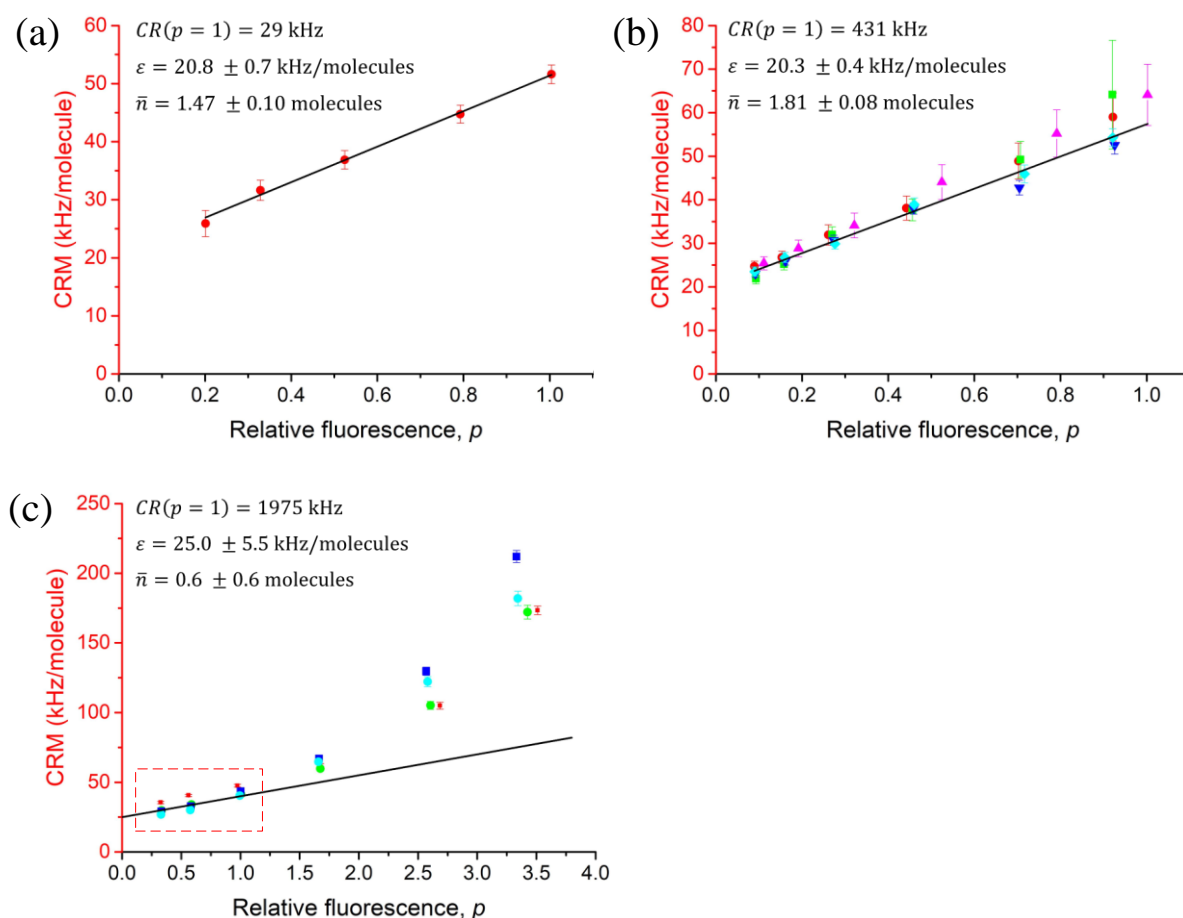 (a)
CR(p = 1) = 29 kHz
ε = 20.8 ± 0.7 kHz/molecules
n̄ = 1.47 ± 0.10 molecules
CRM (kHz/molecule)
60
50
40
30
20
10
0
0.0 0.2 0.4 0.6 0.8 1.0
Relative fluorescence, p
(b)
CR(p = 1) = 431 kHz
ε = 20.3 ± 0.4 kHz/molecules
n̄ = 1.81 ± 0.08 molecules
CRM (kHz/molecule)
80
70
60
50
40
30
20
10
0
0.0 0.2 0.4 0.6 0.8 1.0
Relative fluorescence, p
(c)
CR(p = 1) = 1975 kHz
ε = 25.0 ± 5.5 kHz/molecules
n̄ = 0.6 ± 0.6 molecules
CRM (kHz/molecule)
250
200
150
100
50
0
0.0 0.5 1.0 1.5 2.0 2.5 3.0 3.5 4.0
Relative fluorescence, p